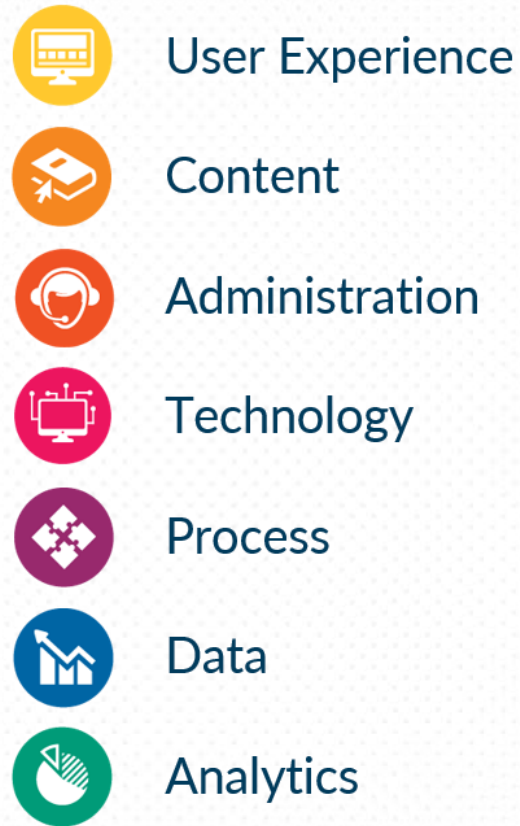 User Experience
Content
Administration
Technology
Process
Data
Analytics